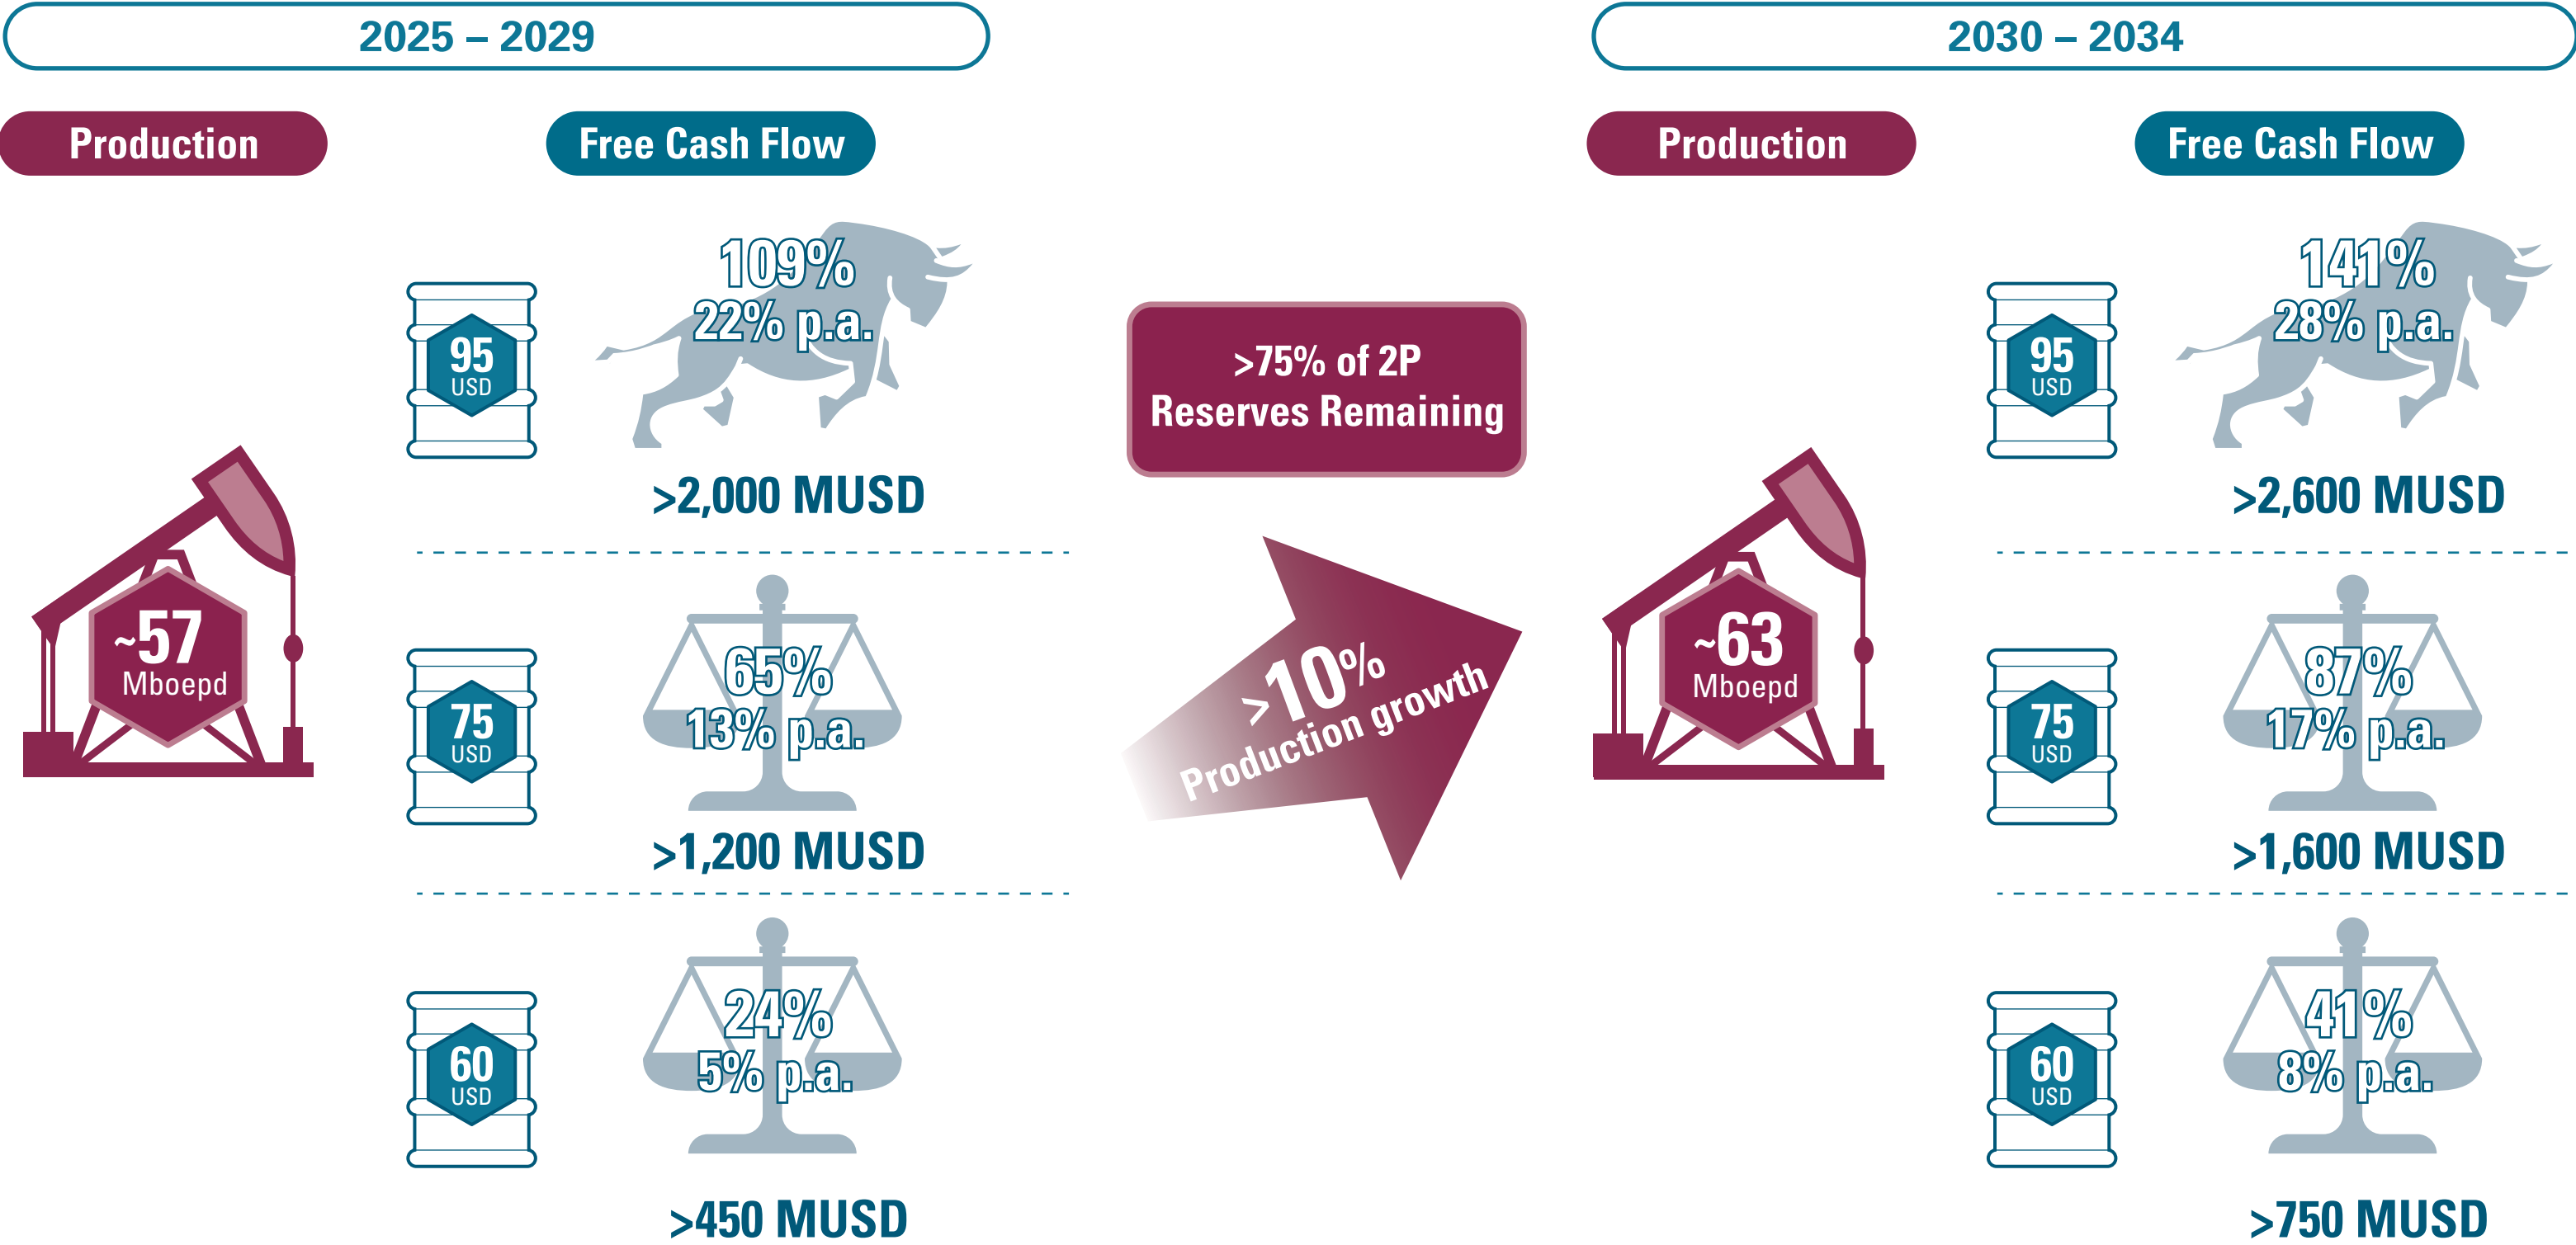 2025 – 2029
Production
Free Cash Flow
95
USD
109%
22% p.a.
>2,000 MUSD
~57
Mboepd
75
USD
65%
13% p.a.
>1,200 MUSD
60
USD
24%
5% p.a.
>450 MUSD
>75% of 2P
Reserves Remaining
>10%
Production growth
2030 – 2034
Production
Free Cash Flow
95
USD
141%
28% p.a.
>2,600 MUSD
~63
Mboepd
75
USD
87%
17% p.a.
>1,600 MUSD
60
USD
41%
8% p.a.
>750 MUSD